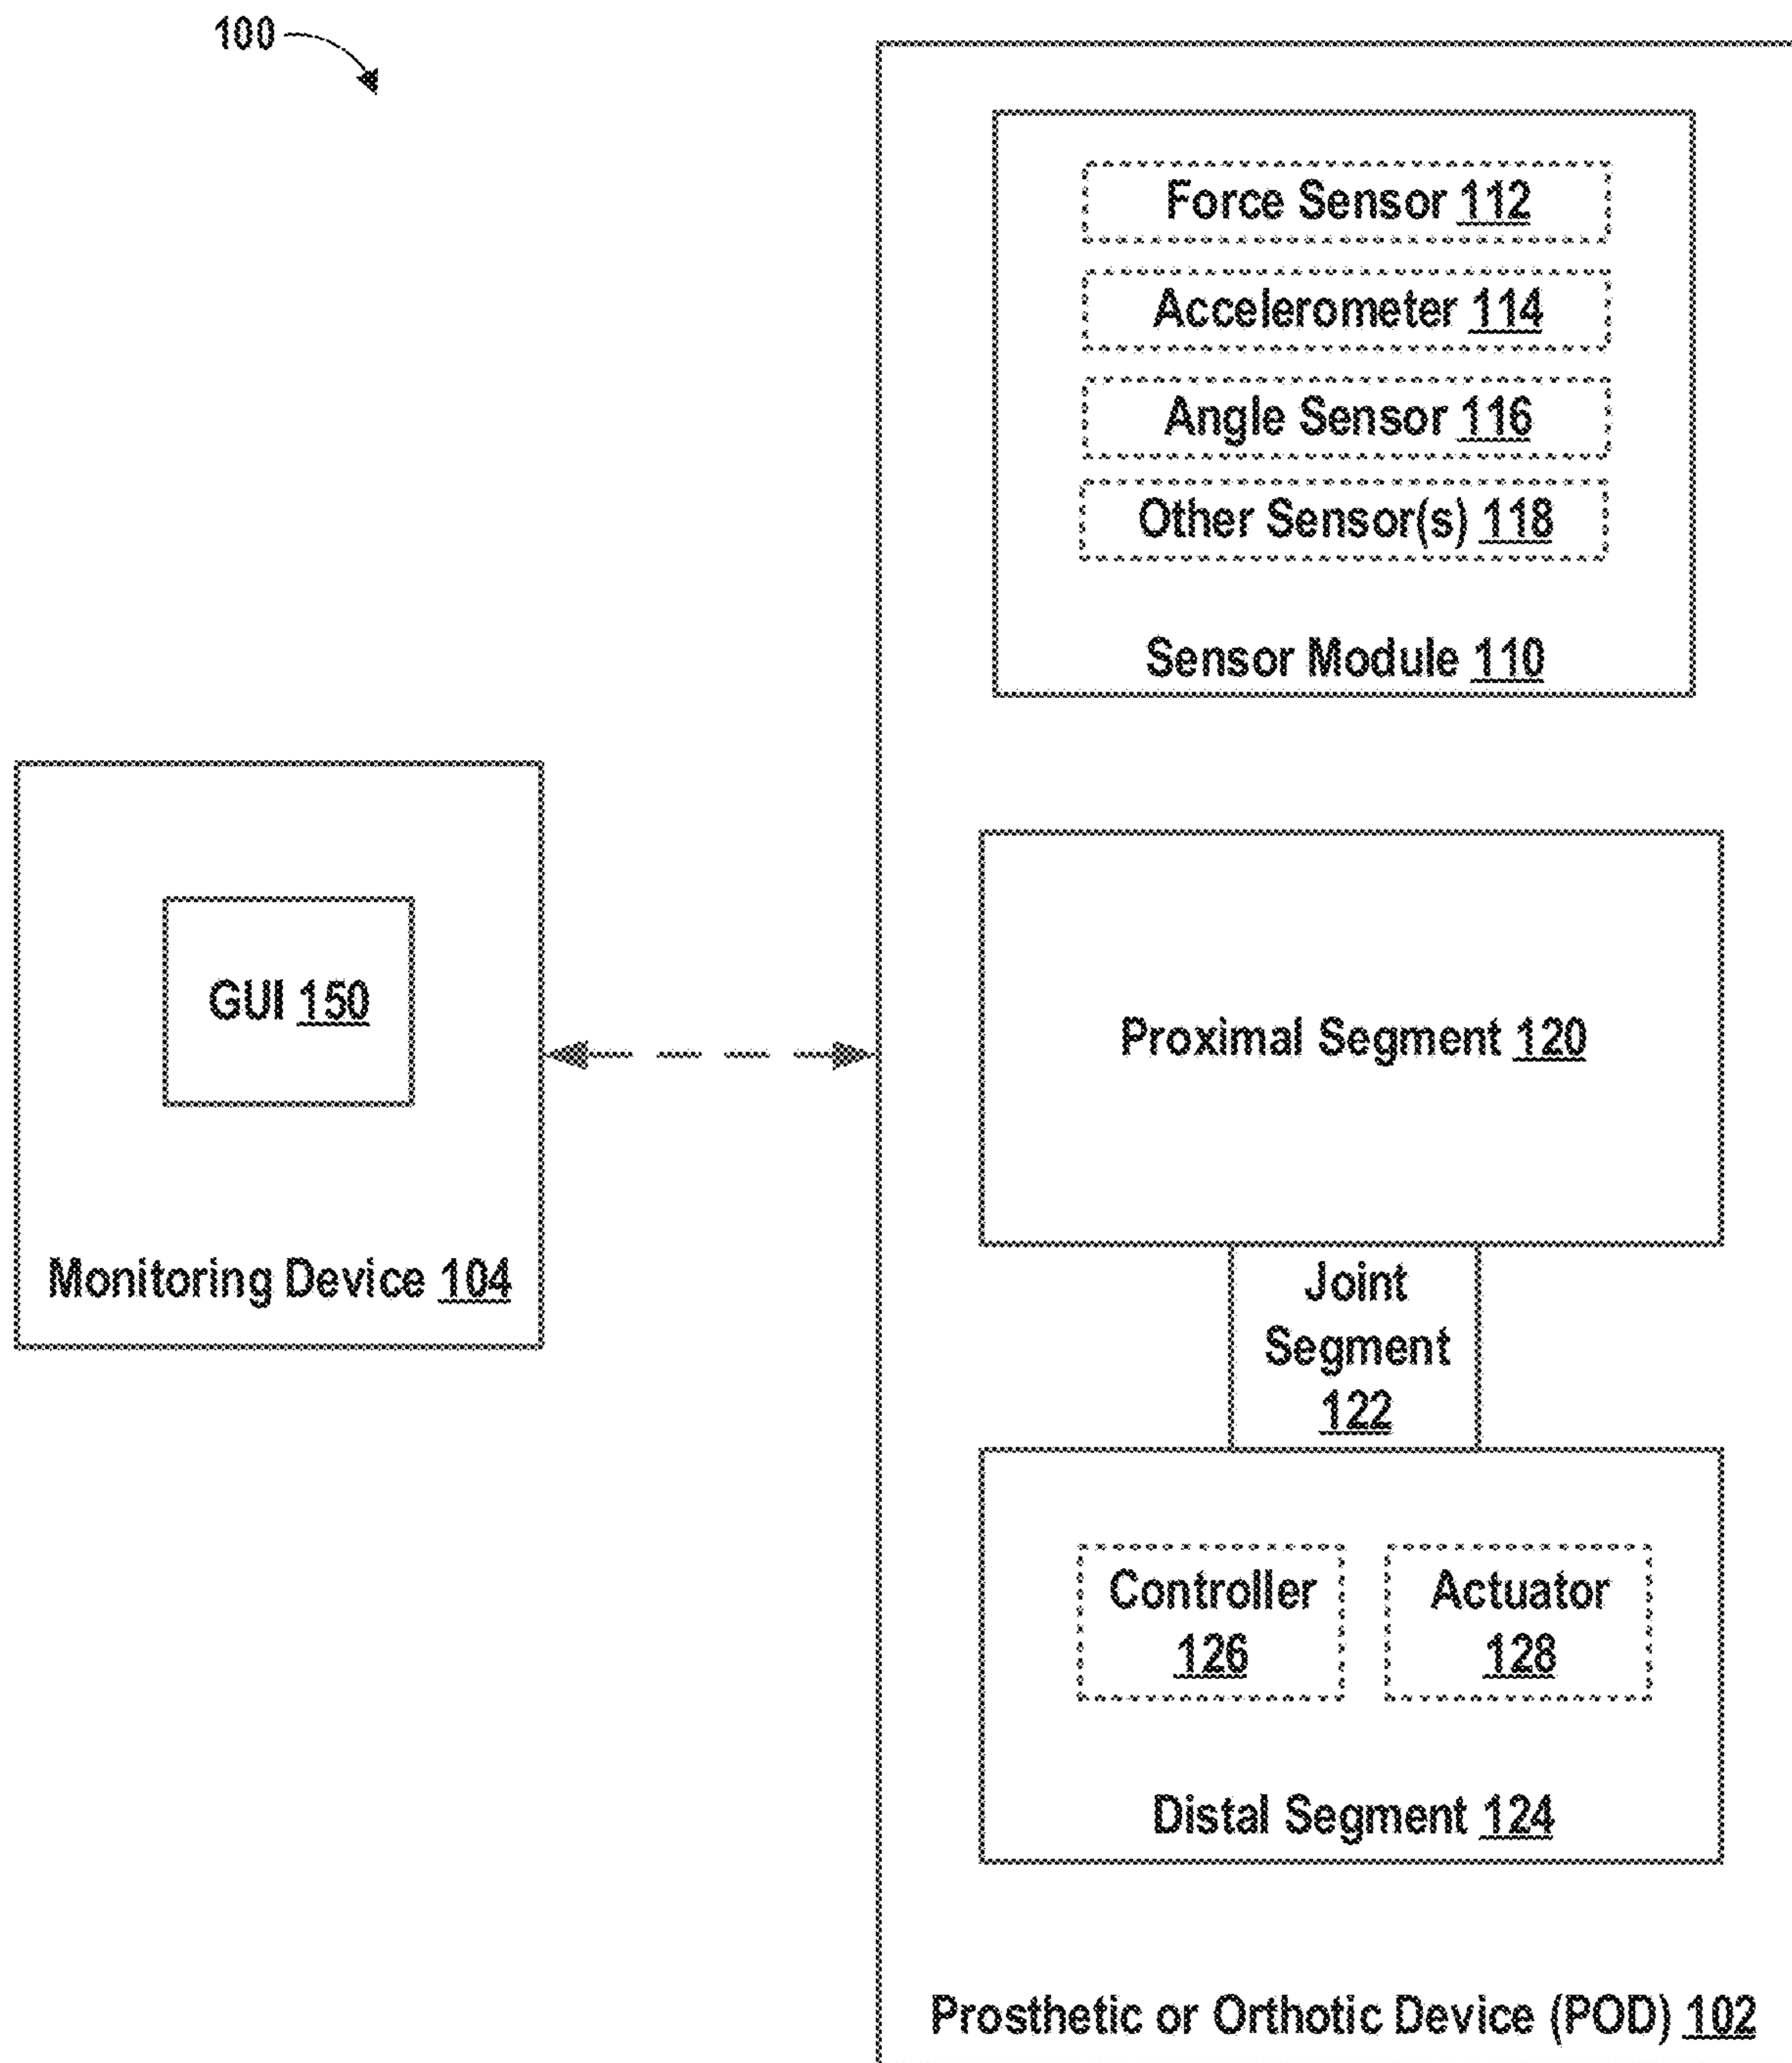 100
Force Sensor 112
Accelerometer 114
Angle Sensor 116
Other Sensor(s) 118
Sensor Module 110
GUI 150
Monitoring Device 104
Proximal Segment 120
Joint
Segment
122
Controller
126
Actuator
128
Distal Segment 124
Prosthetic or Orthotic Device (POD) 102